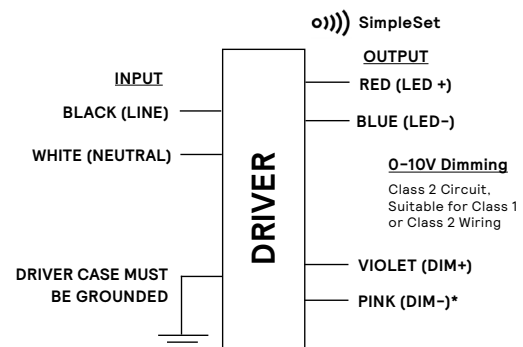 SimpleSet
INPUT
BLACK (LINE)
WHITE (NEUTRAL)
DRIVER CASE MUST
BE GROUNDED
DRIVER
OUTPUT
RED (LED +)
BLUE (LED–)
0–10V Dimming
Class 2 Circuit,
Suitable for Class 1
or Class 2 Wiring
VIOLET (DIM+)
PINK (DIM–)*